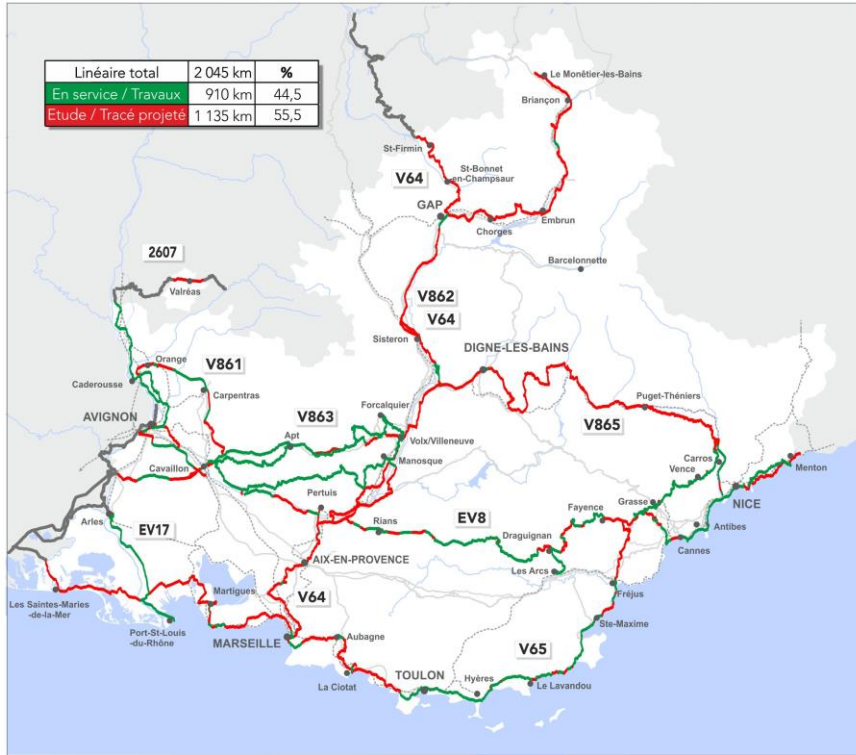 Linéaire total 2 045 km %
En service / Travaux 910 km 44,5
Etude / Tracé projeté 1 135 km 55,5
Le Monêtier-les-Bains
Briançon
St-Firmin
St-Bonnet
en-Champsaur
V64
GAP
Chorges
Embrun
2607
Valréas
Barcelonnette
V862
V64
Sisteron
DIGNE-LES-BAINS
Orange
V861
Caderousse
Carpentras
Puget-Théniers
V863
Forcalquier
V865
AVIGNON
Apt
Volx/Villeneuve
Carros
Vence
Menton
Cavaillon
Manosque
NICE
Pertuis
Grasse
Arles
EV17
Rians
EV8
Fayence
Draguignan
Antibes
Cannes
AIX-EN-PROVENCE
Les Arcs
Fréjus
Les Saintes-Maries
-de-la-Mer
Martigues
V64
Ste-Maxime
Port-St-Louis
-du-Rhône
MARSEILLE
Aubagne
V65
La Ciotat
TOULON
Hyères
Le Lavandou